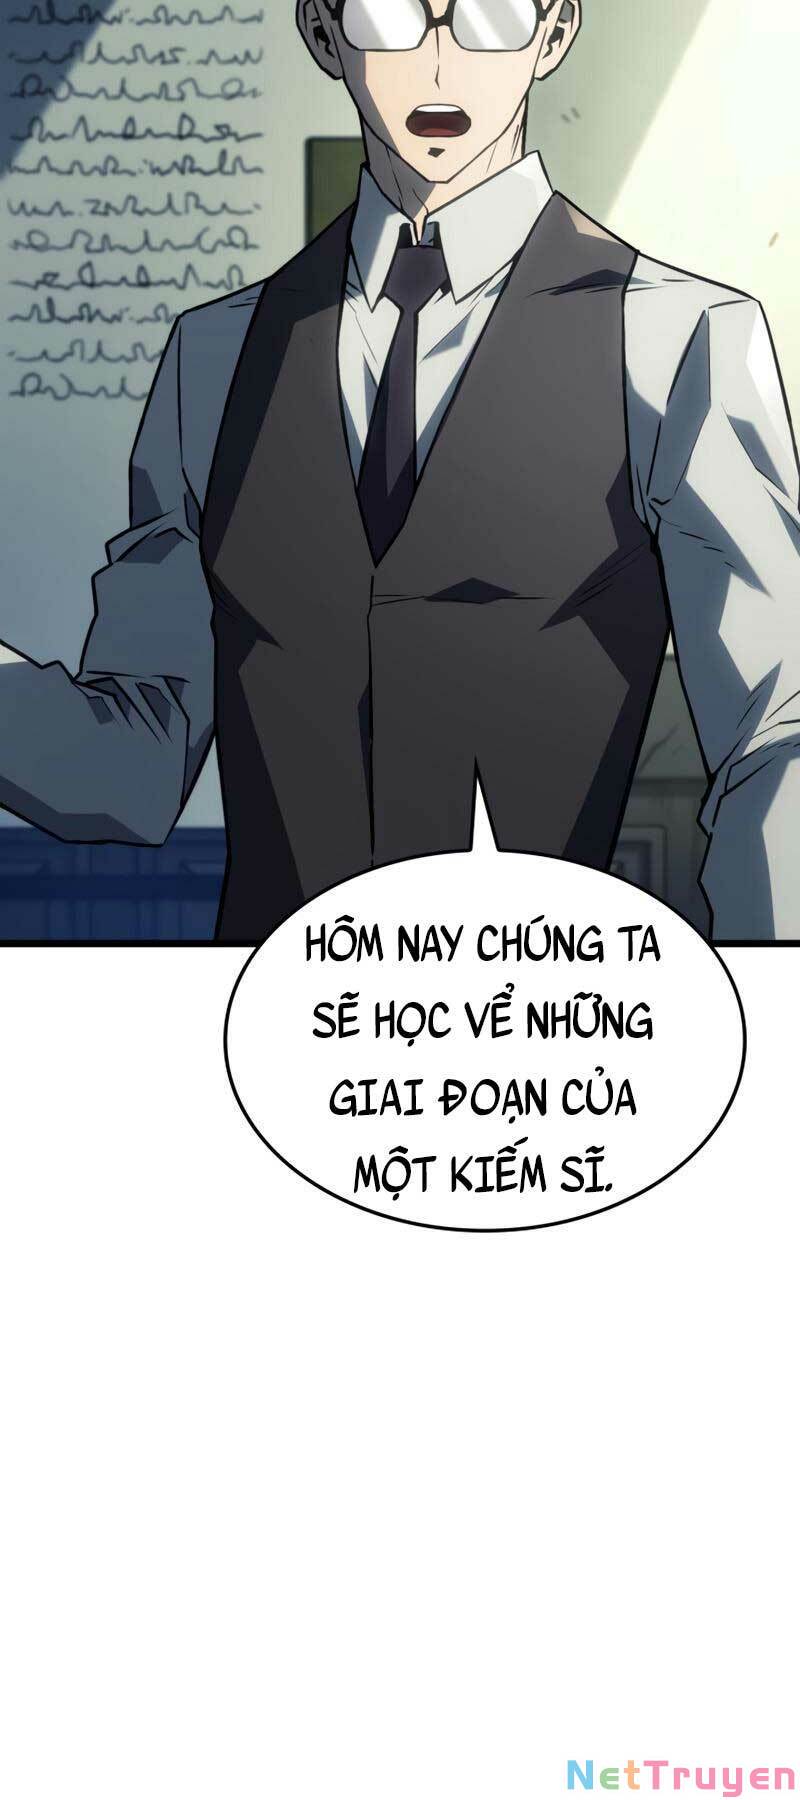 HÔM NAY CHÚNG TA
SẼ HỌC VỀ NHỮNG
GIAI ĐOẠN CỦA
MỘT KIẾM SĨ.
NetTruyen